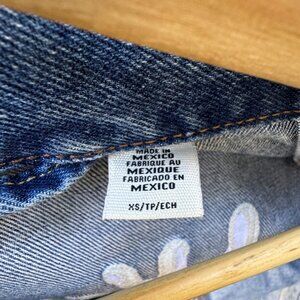 MADE IN
MEXICO
FABRIQUE AU
MEXIQUE
FABRICADO EN
MEXICO
XS/TP/ECH